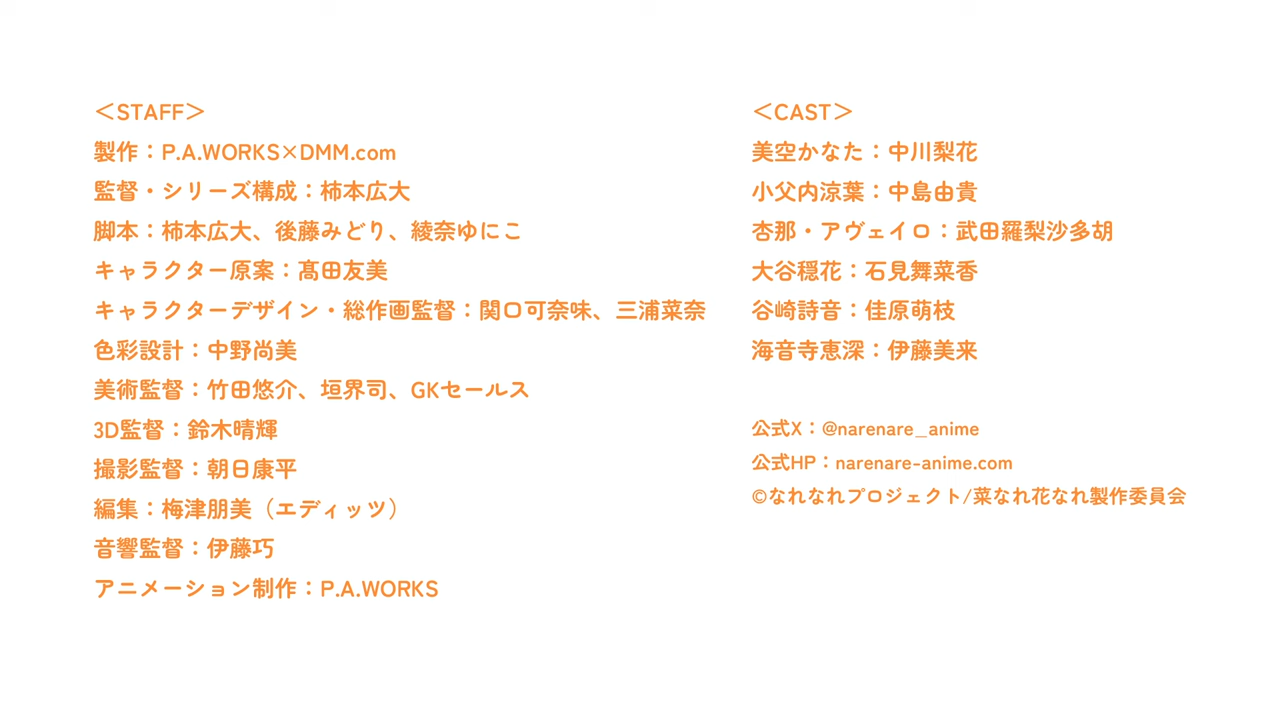 ＜STAFF＞
製作：P.A.WORKS×DMM.com
監督・シリーズ構成：柿本広大
脚本：柿本広大、後藤みどり、綾奈ゆにこ
キャラクター原案：髙田友美
キャラクターデザイン・総作画監督：関口可奈味、三浦菜奈
色彩設計：中野尚美
美術監督：竹田悠介、垣界司、GKセールス
3D監督：鈴木晴輝
撮影監督：朝日康平
編集：梅津朋美（エディッツ）
音響監督：伊藤巧
アニメーション制作：P.A.WORKS
＜CAST＞
美空かなた：中川梨花
小父内涼葉：中島由貴
杏那・アヴェイロ：武田羅梨沙多胡
大谷穏花：石見舞菜香
谷崎詩音：佳原萌枝
海音寺恵深：伊藤美来
公式X：@narenare_anime
公式HP：narenare-anime.com
©なれなれプロジェクト/菜なれ花なれ製作委員会